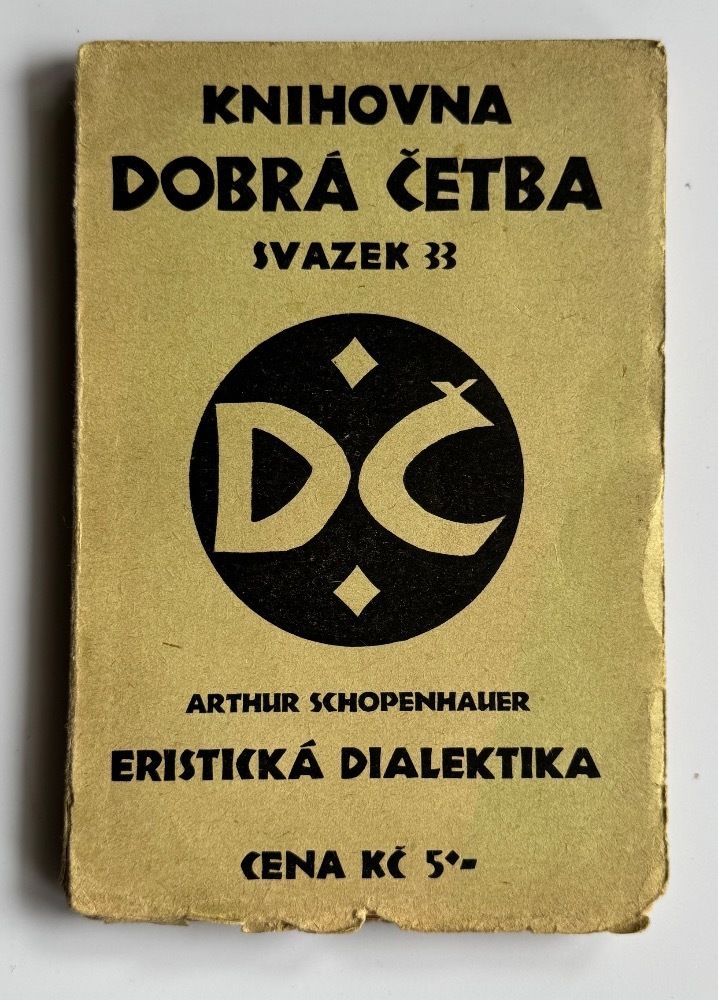 KNIHOVNA
DOBRÁ ČETBA
SVAZEK 33
DČ
ARTHUR SCHOPENHAUER
ERISTICKÁ DIALEKTIKA
CENA KČ 5·-